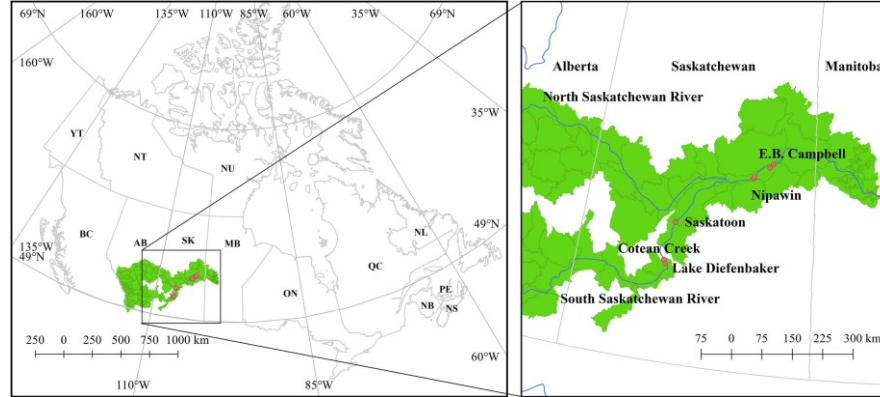 69°N 160°W 135°W 110°W 85°W 60°W 35°W 69°N
160°W
35°W
YT
NT
NU
BC
AB
SK
MB
ON
QC
NL
PE
NB
NS
135°W
49°N
49°N
60°W
250 0 250 500 750 1000 km
110°W
85°W
Alberta Saskatchewan Manitoba
North Saskatchewan River
E.B. Campbell
Nipawin
Saskatoon
Coteau Creek
Lake Diefenbaker
South Saskatchewan River
75 0 75 150 225 300 km